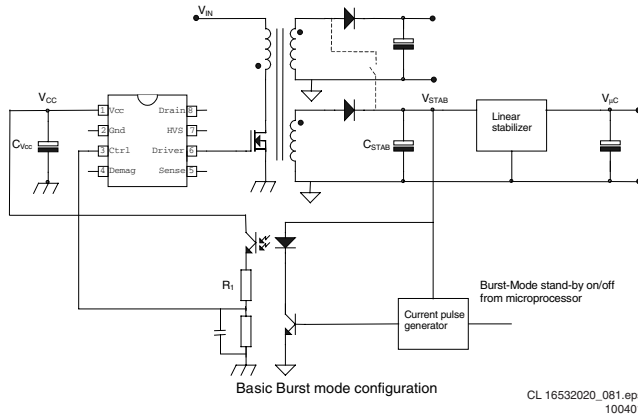 VIN
VCC
CVcc
1 Vcc Drain 8
2 Gnd HVS 7
3 Ctrl Driver 6
4 Demag Sense 5
VSTAB
CSTAB
Linear
stabilizer
VμC
R1
Current pulse
generator
Burst-Mode stand-by on/off
from microprocessor
Basic Burst mode configuration
CL 16532020_081.ep
10040